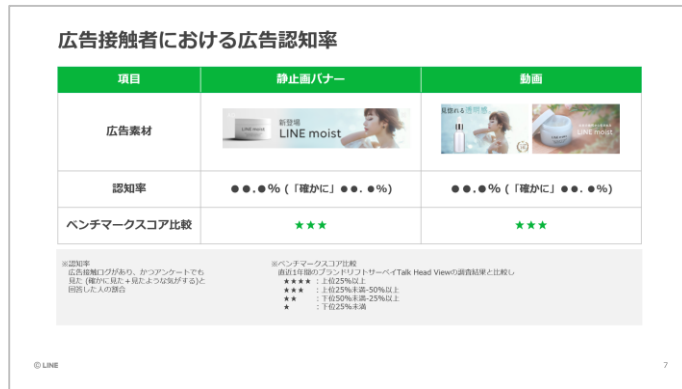 広告接触者における広告認知率
項目 静止画バナー 動画
広告素材
新登場
LINE moist
見惚れる透明感。
LINE moist
認知率 ●●.●% (「確かに」●●. ●%) ●●.●% (「確かに」●●. ●%)
ベンチマークスコア比較 ★★★ ★★★
※認知率
広告接触ログがあり、かつアンケートでも
見た (確かに見た+見たような気がする)と
回答した人の割合
※ベンチマークスコア比較
直近1年間のブランドリフトサーベイTalk Head Viewの調査結果と比較し
★★★★ :上位25%以上
★★★ :上位25%未満-50%以上
★★ :下位50%未満-25%以上
★ :下位25%未満
© LINE
7